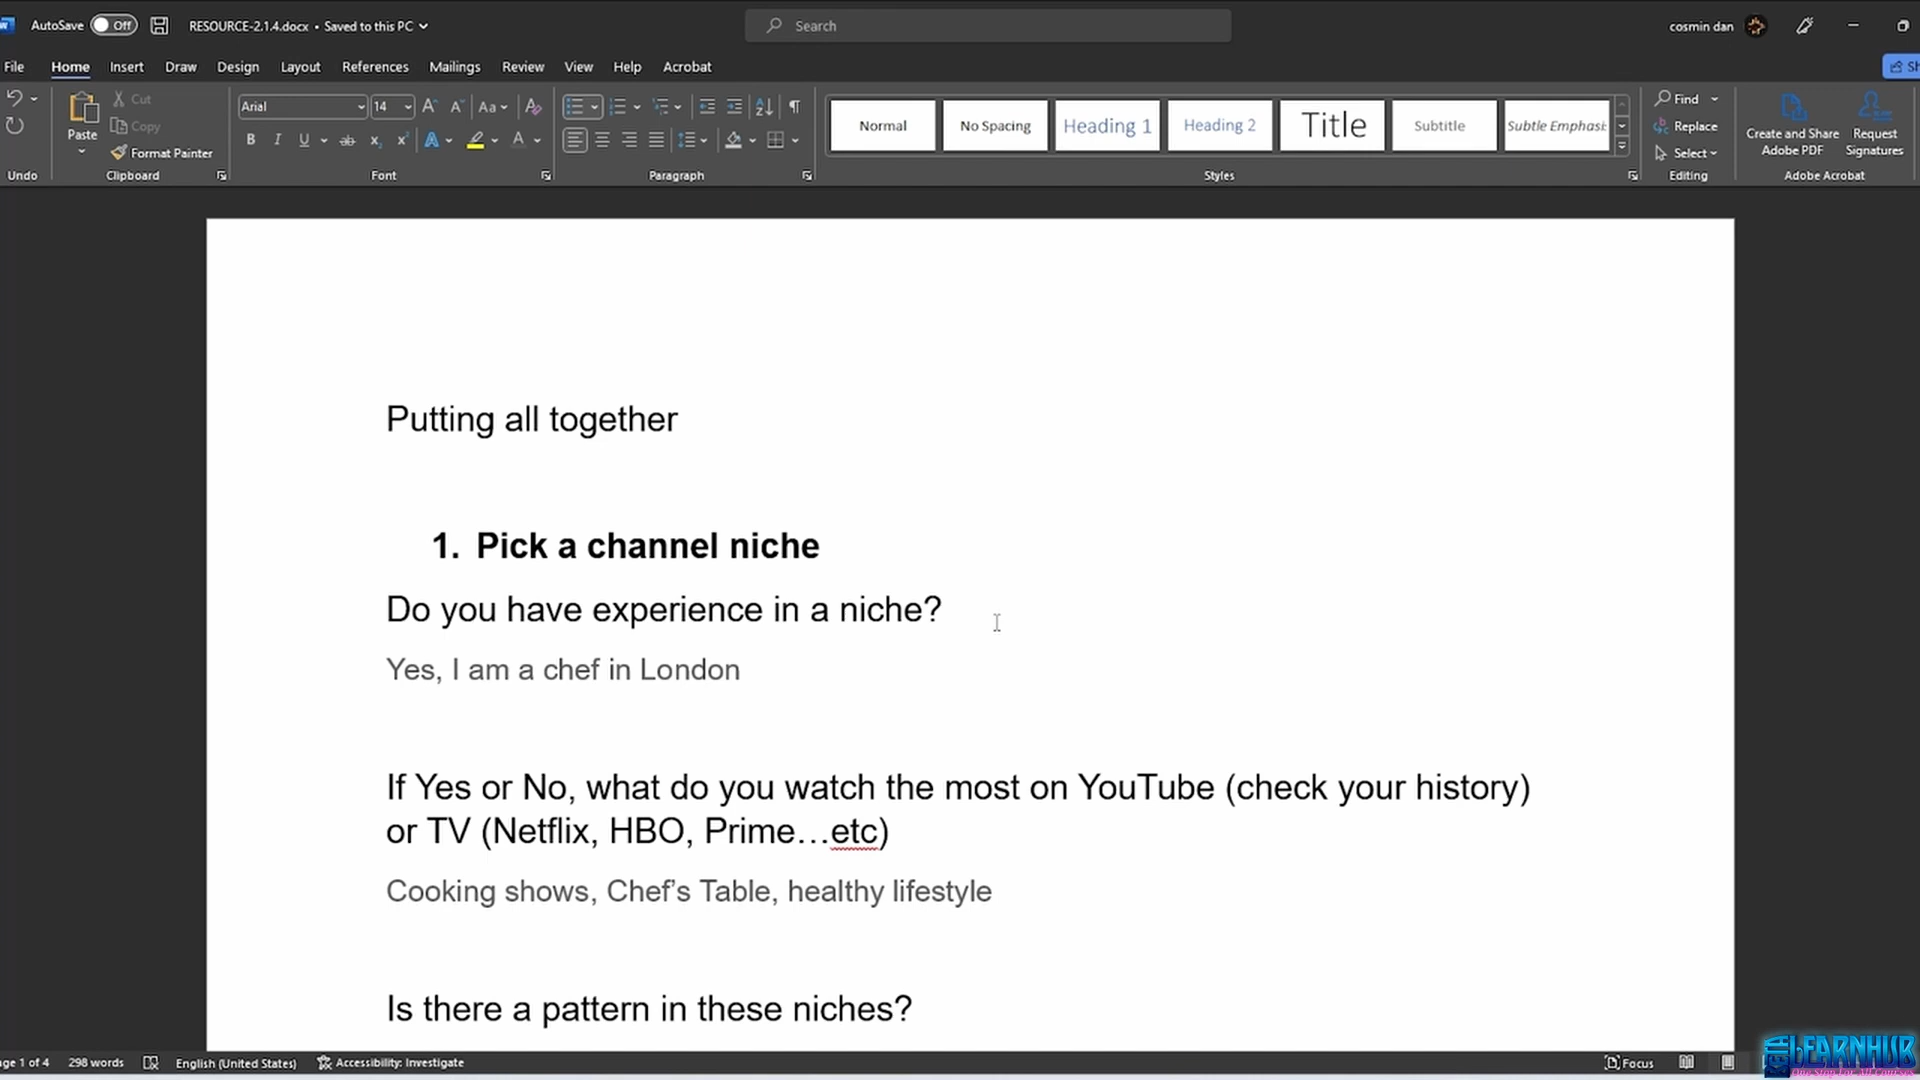 AutoSave Off RESOURCE-2.1.4.docx • Saved to this PC Search cosmin dan
File Home Insert Draw Design Layout References Mailings Review View Help Acrobat
Paste Cut Copy Format Painter
Arial 14 Aa
Normal No Spacing Heading 1 Heading 2 Title Subtitle
Find Replace Select
Create and Share Adobe PDF
Request Signatures
Undo Clipboard Font Paragraph Styles Editing Adobe Acrobat
Putting all together
1. Pick a channel niche
Do you have experience in a niche?
Yes, I am a chef in London
If Yes or No, what do you watch the most on YouTube (check your history)
or TV (Netflix, HBO, Prime…etc)
Cooking shows, Chef’s Table, healthy lifestyle
Is there a pattern in these niches?
1 of 4 298 words English (United States) Accessibility: Investigate Focus
LEARNHUB